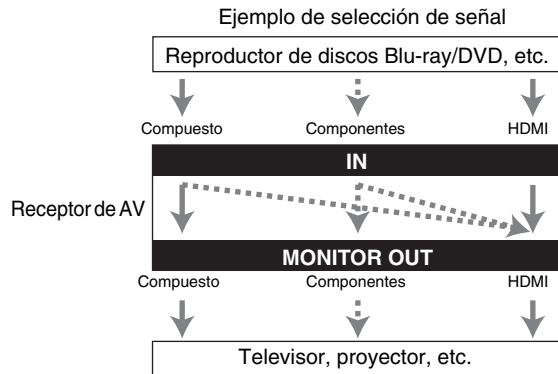 Ejemplo de selección de señal
Reproductor de discos Blu-ray/DVD, etc.
Compuesto Componentes HDMI
IN
Receptor de AV
MONITOR OUT
Compuesto Componentes HDMI
Televisor, proyector, etc.